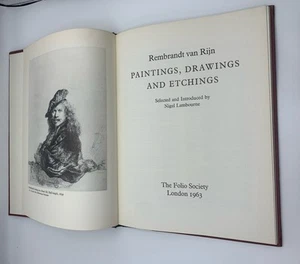 Rembrandt van Rijn
PAINTINGS, DRAWINGS
AND ETCHINGS
Selected and Introduced by
Nigel Lambourne
The Folio Society
London 1963